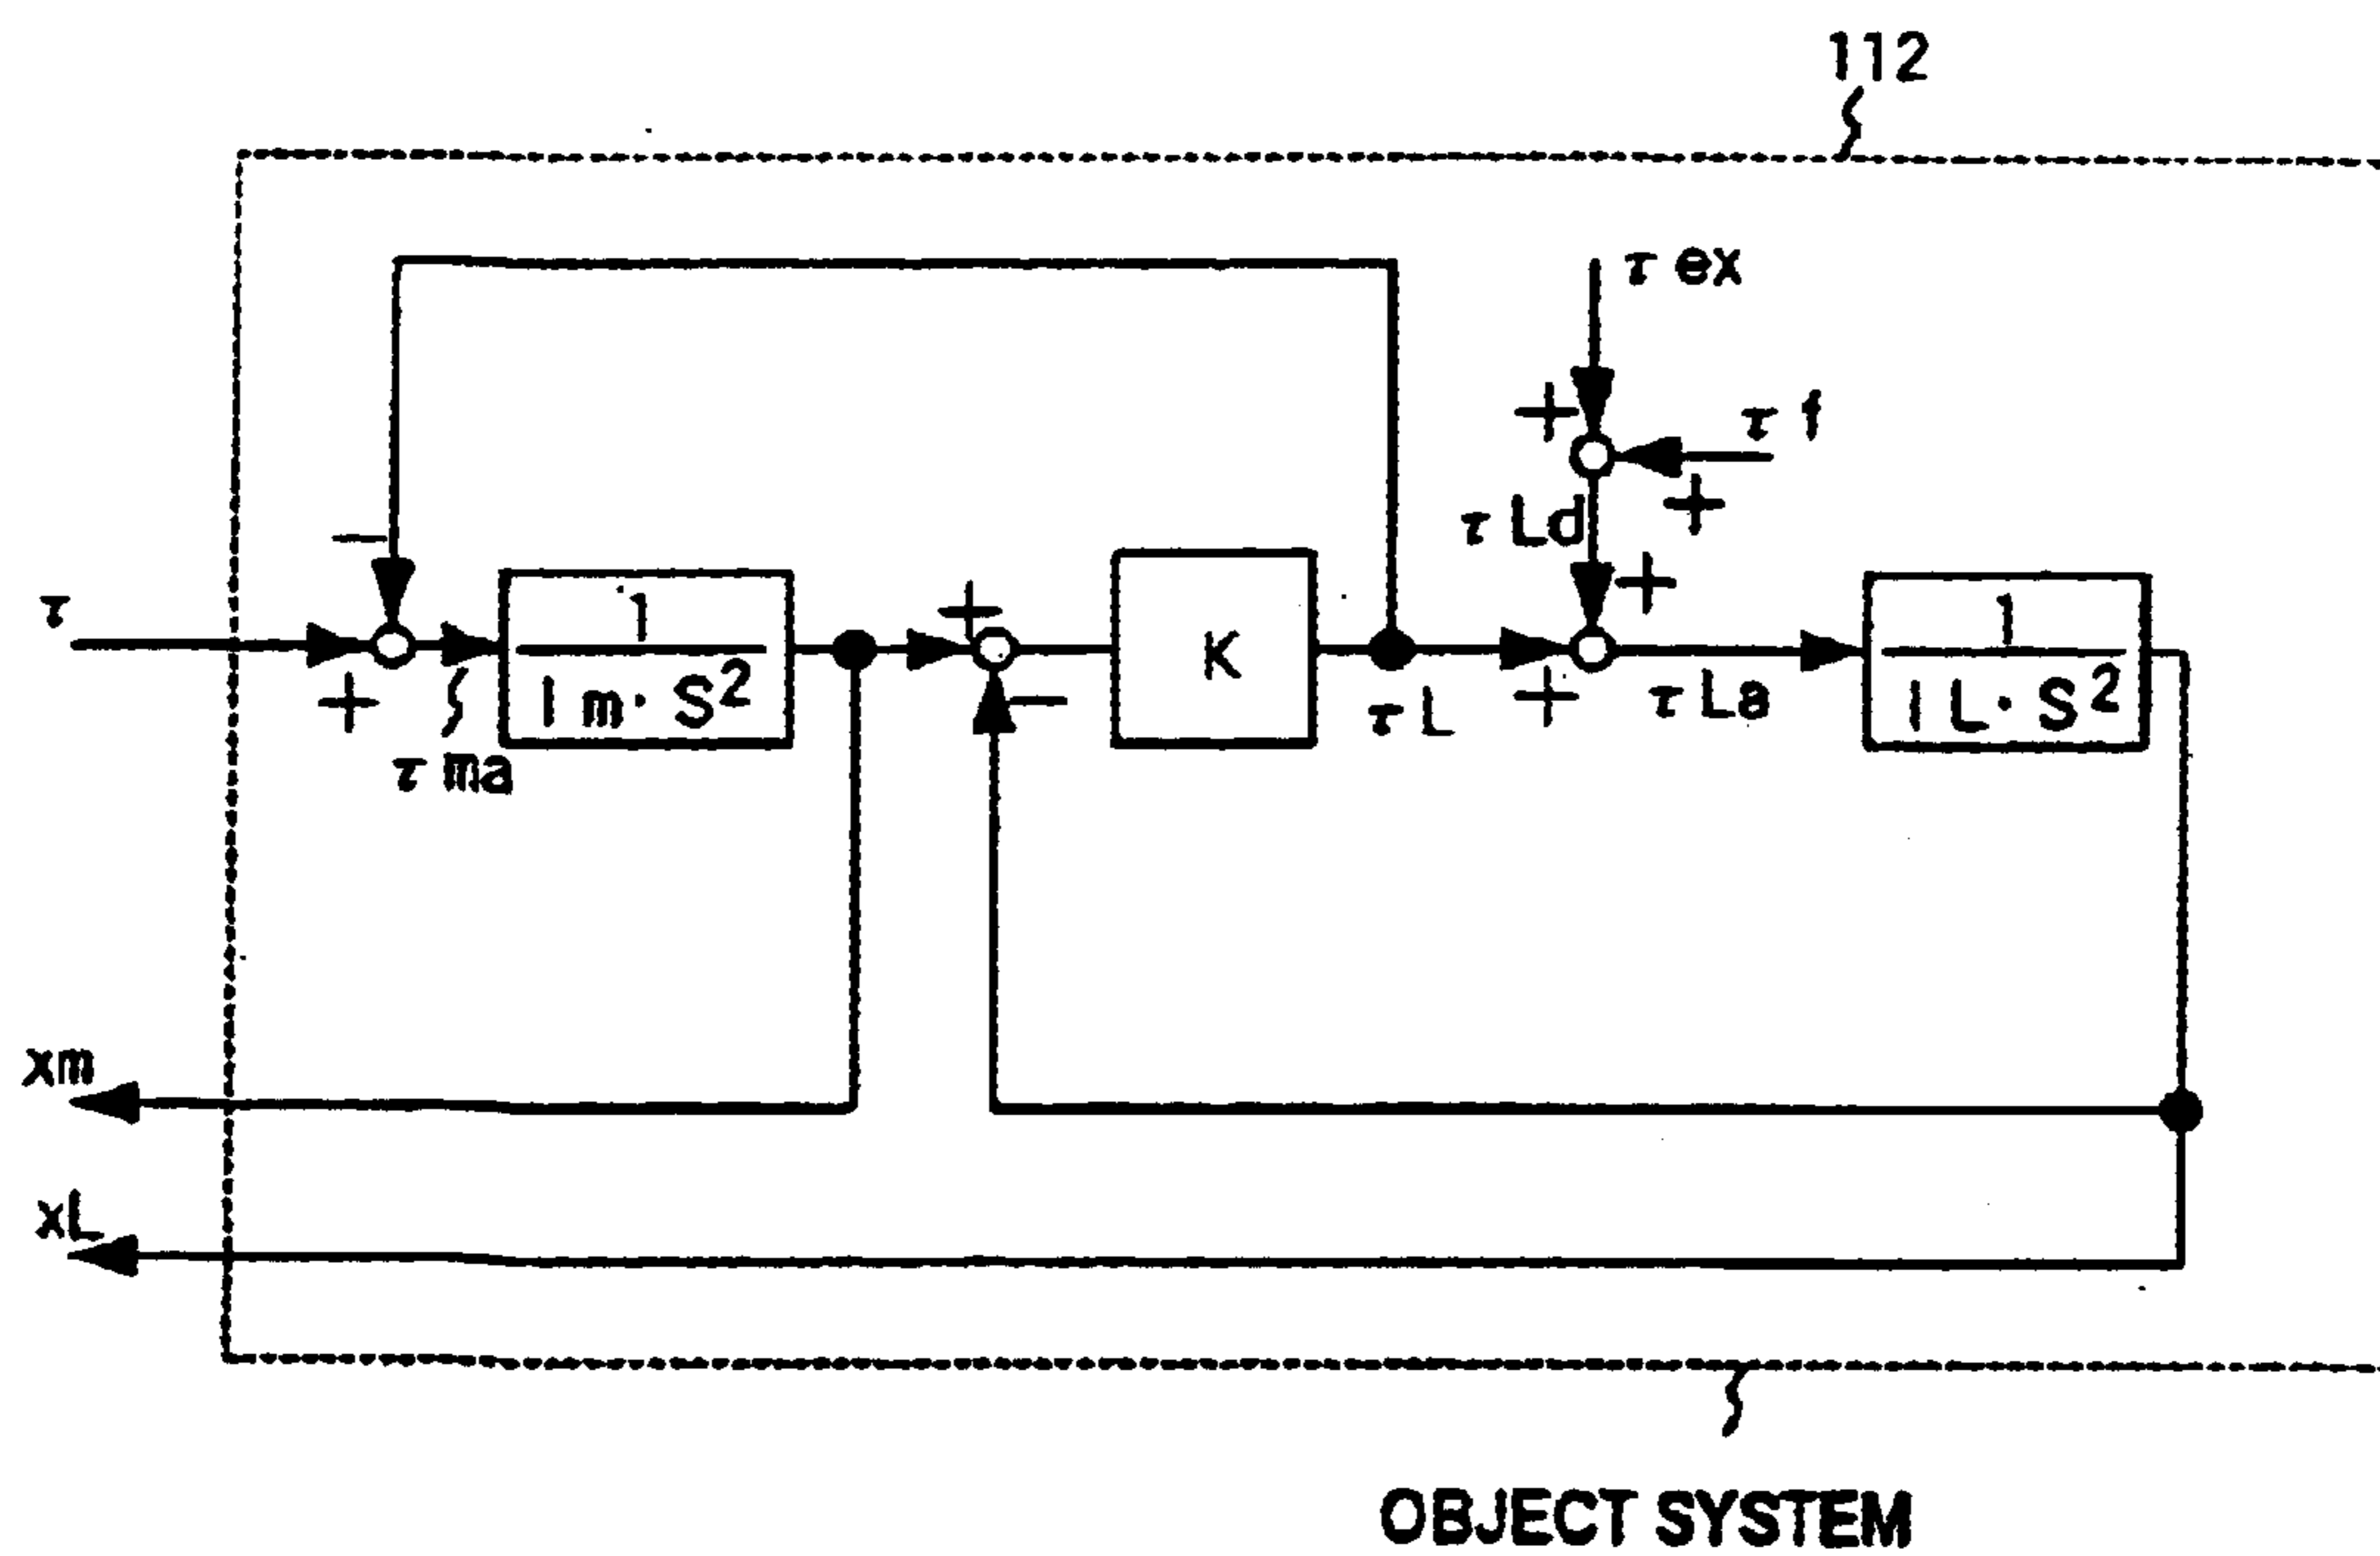 112
τ ex
+
τ f
τ Ld
+
+
−
τ
+
1
Im·S²
τ ma
+
−
K
τ L
+
τ La
1
IL·S²
xm
xL
OBJECT SYSTEM